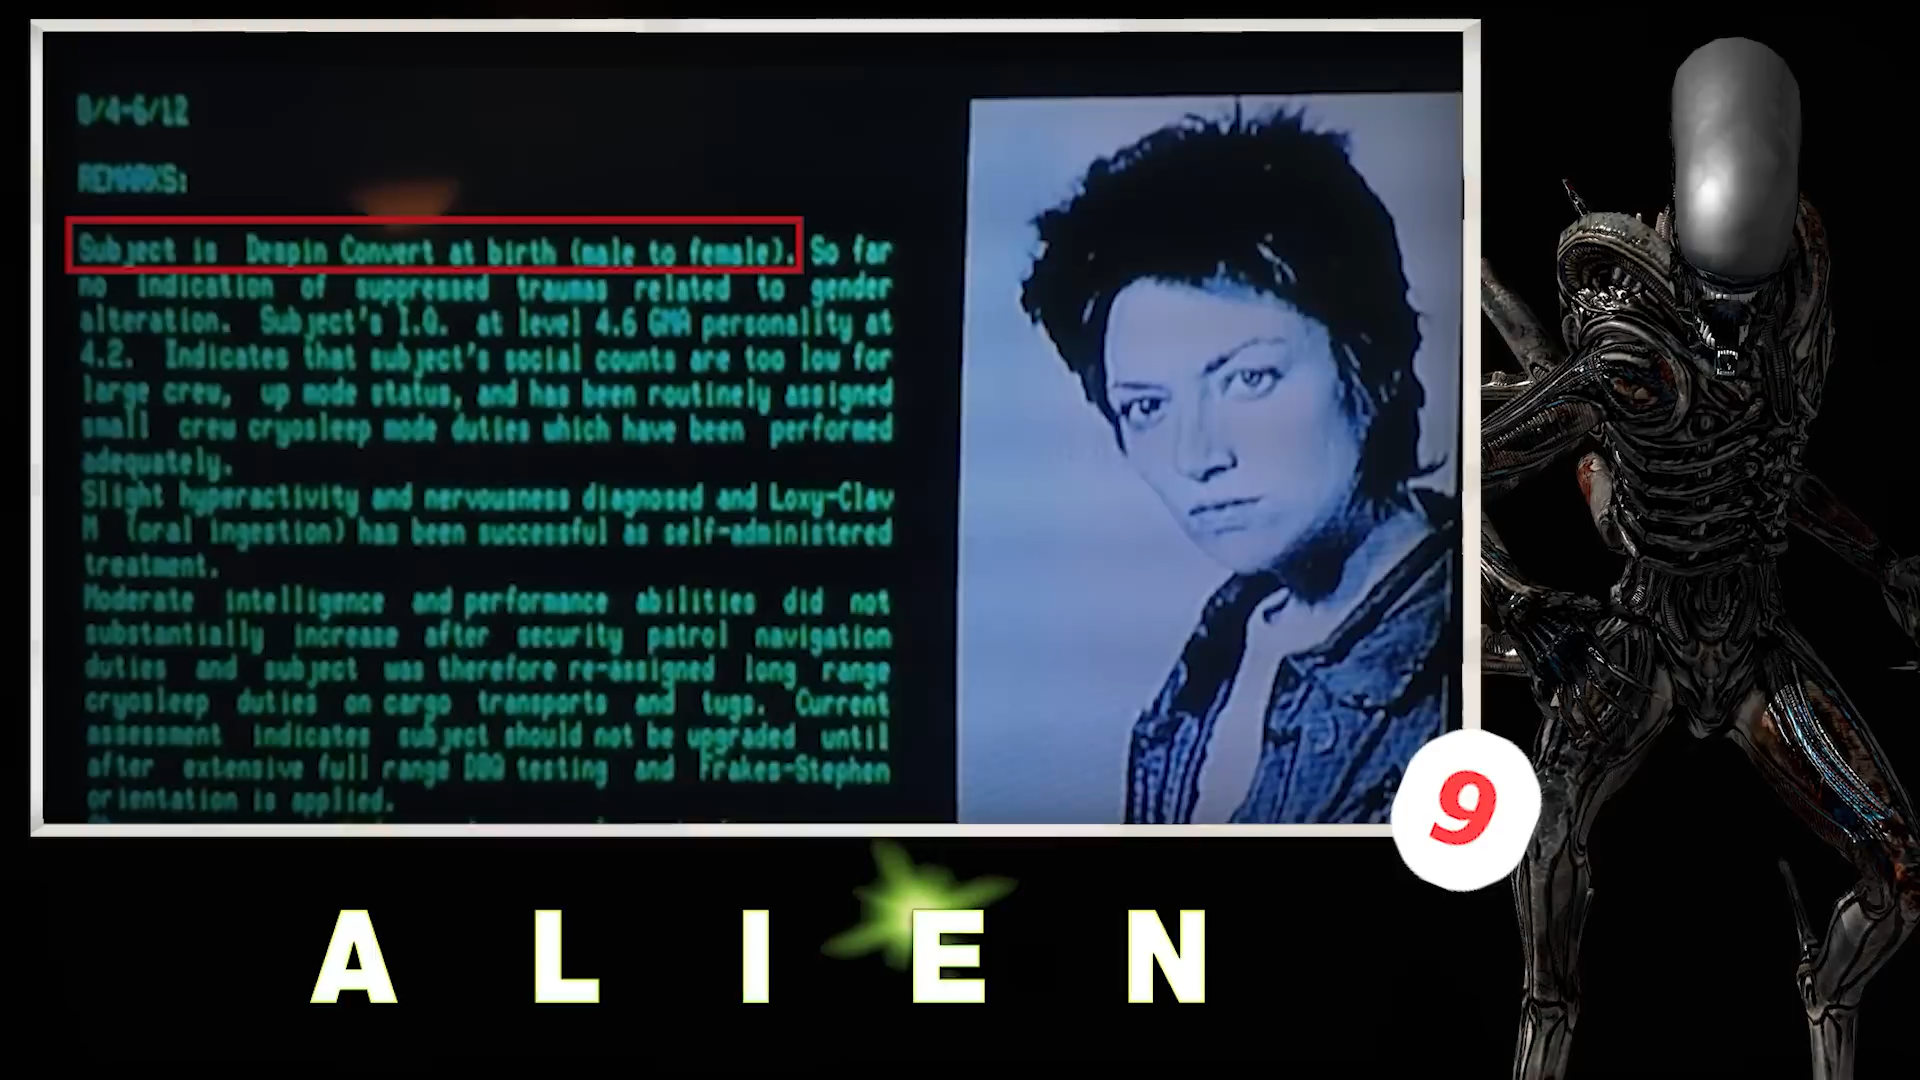 0/4-6/12
REMARKS:
Subject is Despin Convert at birth (male to female). So far
no indication of suppressed traumas related to gender
alteration. Subject's I.Q. at level 4.6 GMA personality at
4.2. Indicates that subject's social counts are too low for
large crew, up mode status, and has been routinely assigned
small crew cryosleep mode duties which have been performed
adequately.
Slight hyperactivity and nervousness diagnosed and Loxy-Clav
M (oral ingestion) has been successful as self-administered
treatment.
Moderate intelligence and performance abilities did not
substantially increase after security patrol navigation
duties and subject was therefore re-assigned long range
cryosleep duties on cargo transports and tugs. Current
assessment indicates subject should not be upgraded until
after extensive full range DDQ testing and Frakes-Stephen
orientation is applied.
9
ALIEN